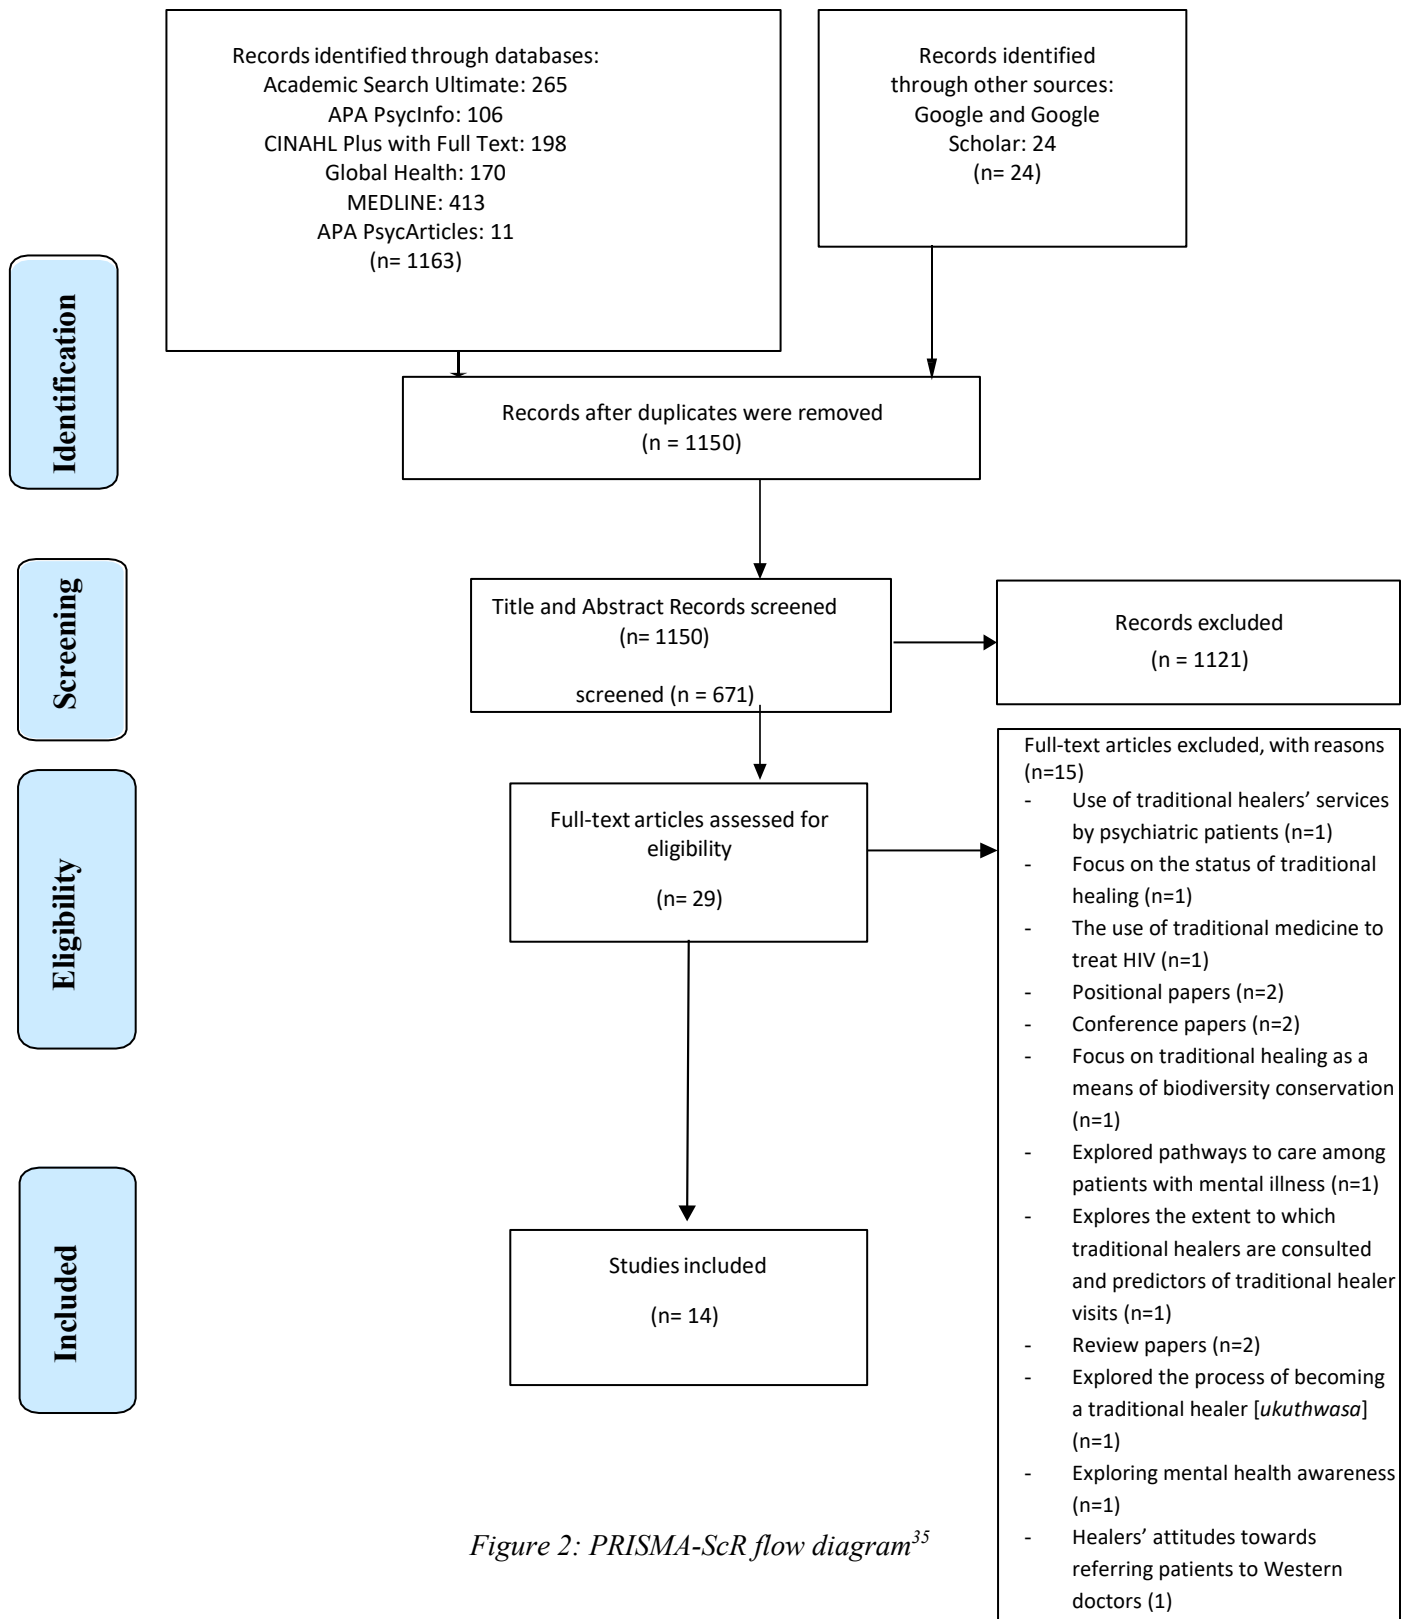 Records identified through databases:
Academic Search Ultimate: 265
APA PsycInfo: 106
CINAHL Plus with Full Text: 198
Global Health: 170
MEDLINE: 413
APA PsycArticles: 11
(n= 1163)
Records identified
through other sources:
Google and Google
Scholar: 24
(n= 24)
Identification
Records after duplicates were removed
(n = 1150)
Screening
Title and Abstract Records screened
(n= 1150)
screened (n = 671)
Records excluded
(n = 1121)
Eligibility
Full-text articles assessed for
eligibility
(n= 29)
Full-text articles excluded, with reasons
(n=15)
- Use of traditional healers’ services
by psychiatric patients (n=1)
- Focus on the status of traditional
healing (n=1)
- The use of traditional medicine to
treat HIV (n=1)
- Positional papers (n=2)
- Conference papers (n=2)
- Focus on traditional healing as a
means of biodiversity conservation
(n=1)
- Explored pathways to care among
patients with mental illness (n=1)
- Explores the extent to which
traditional healers are consulted
and predictors of traditional healer
visits (n=1)
- Review papers (n=2)
- Explored the process of becoming
a traditional healer [ukuthwasa]
(n=1)
- Exploring mental health awareness
(n=1)
- Healers’ attitudes towards
referring patients to Western
doctors (1)
Included
Studies included
(n= 14)
Figure 2: PRISMA-ScR flow diagram35